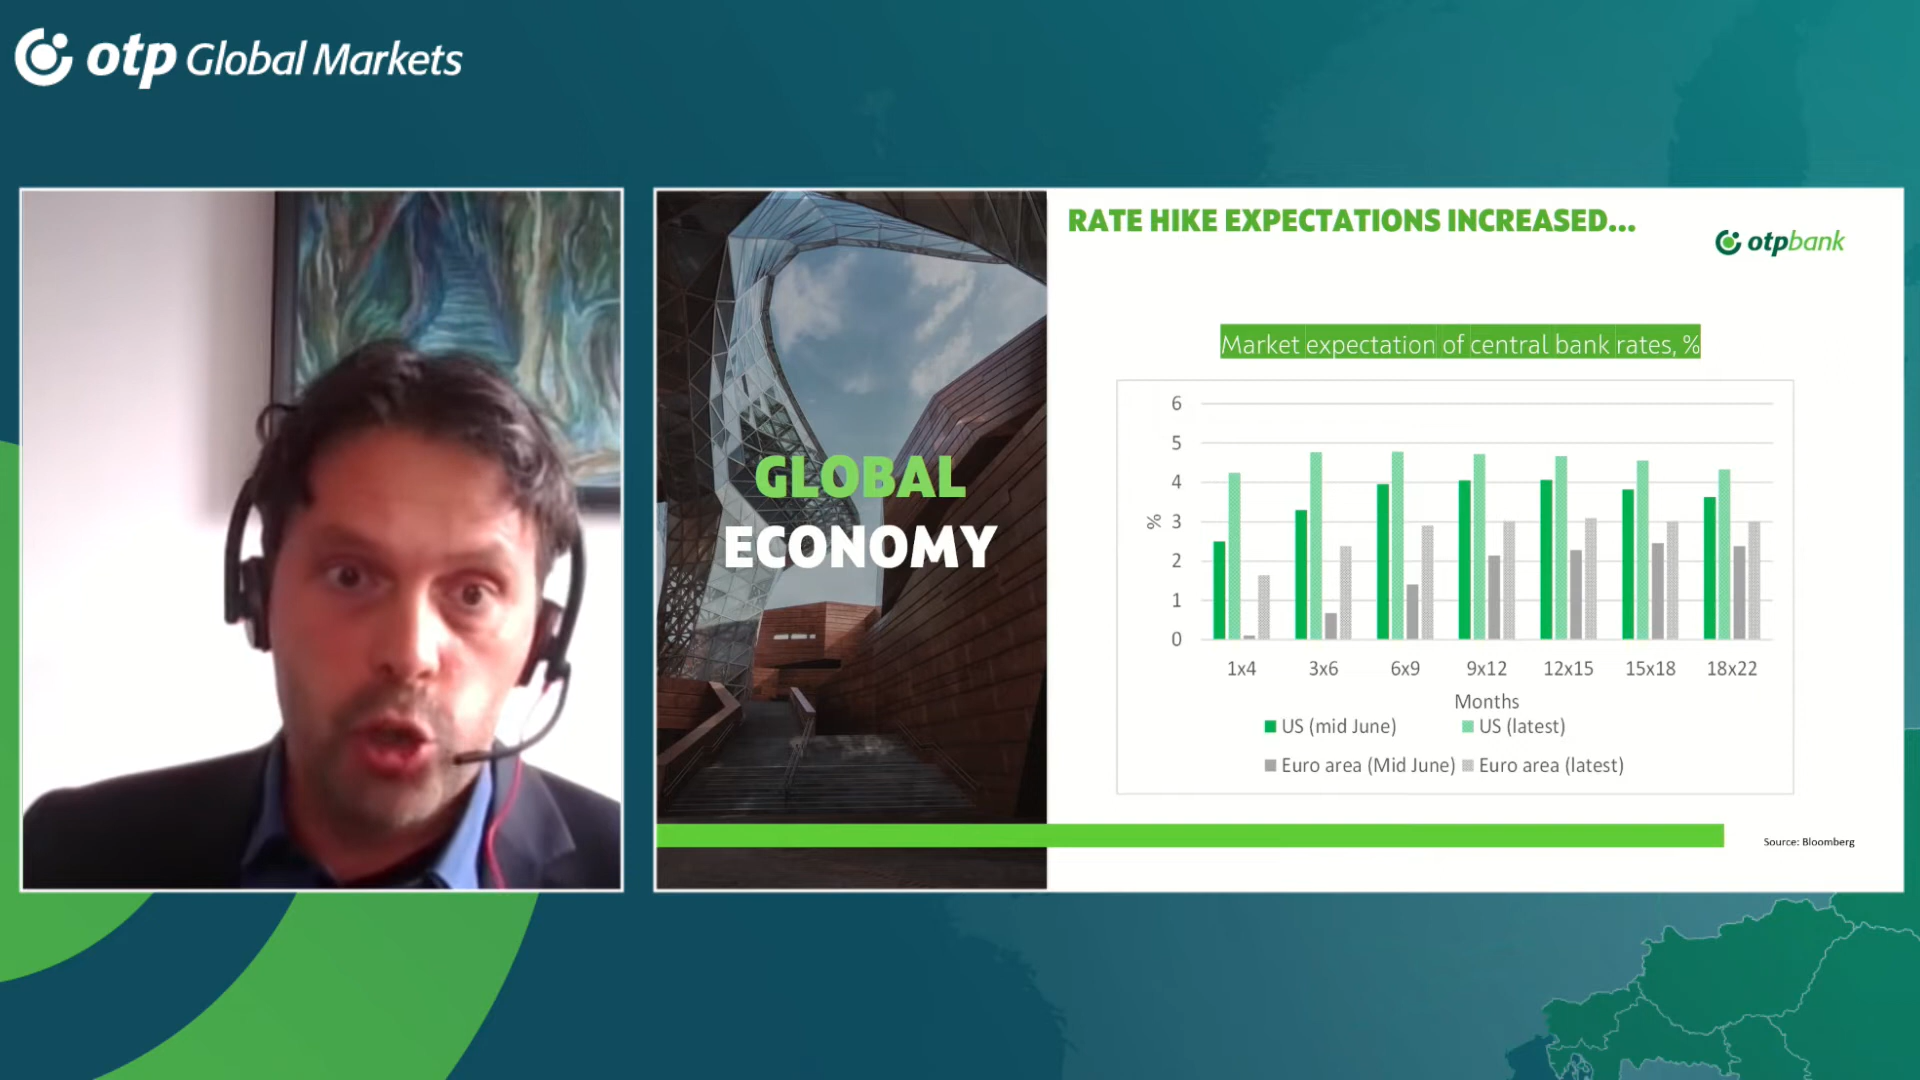 otp Global Markets
GLOBAL
ECONOMY
RATE HIKE EXPECTATIONS INCREASED...
otpbank
Market expectation of central bank rates, %
6
5
4
3
2
1
0
%
1x4 3x6 6x9 9x12 12x15 15x18 18x22
Months
US (mid June) US (latest)
Euro area (Mid June) Euro area (latest)
Source: Bloomberg